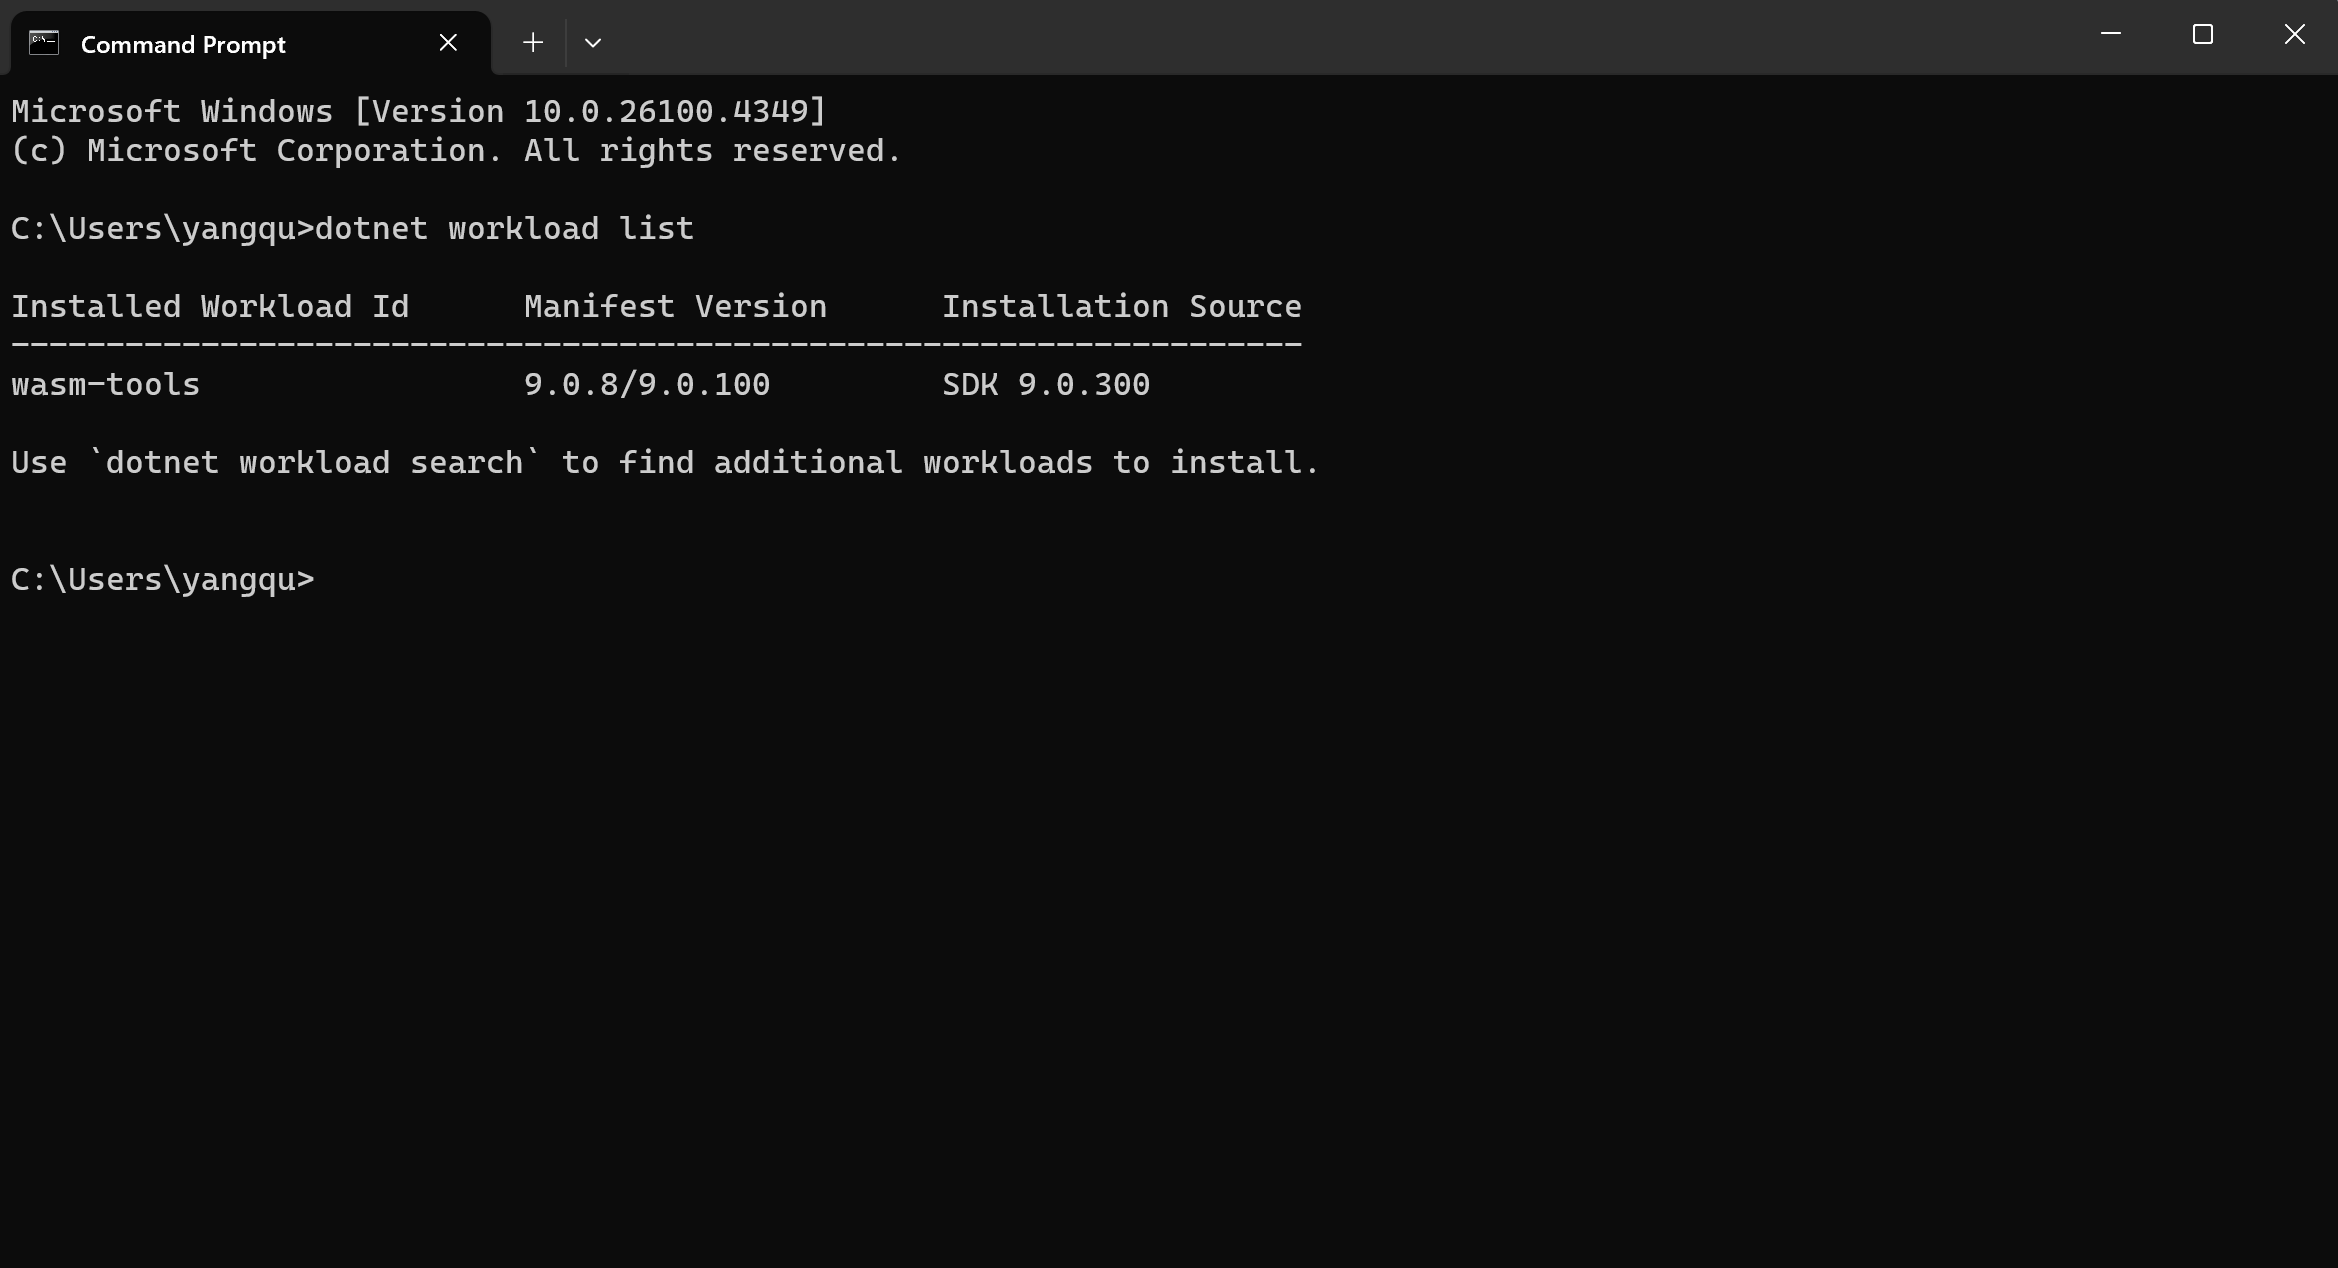 Command Prompt
Microsoft Windows [Version 10.0.26100.4349]
(c) Microsoft Corporation. All rights reserved.
C:\Users\yangqu>dotnet workload list
Installed Workload Id      Manifest Version      Installation Source
--------------------------------------------------------------------
wasm-tools                 9.0.8/9.0.100         SDK 9.0.300
Use `dotnet workload search` to find additional workloads to install.
C:\Users\yangqu>